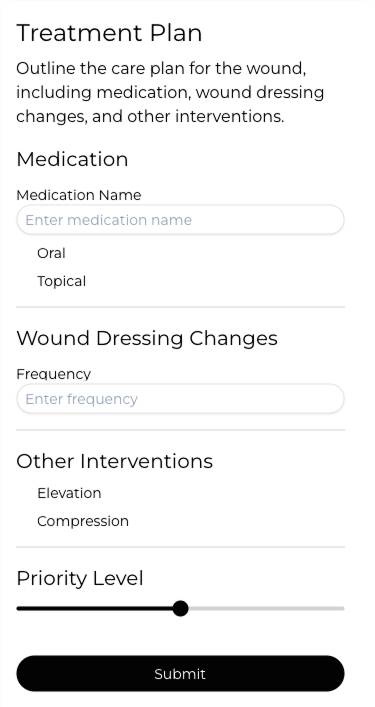 Treatment Plan
Outline the care plan for the wound,
including medication, wound dressing
changes, and other interventions.
Medication
Medication Name
Enter medication name
Oral
Topical
Wound Dressing Changes
Frequency
Enter frequency
Other Interventions
Elevation
Compression
Priority Level
Submit